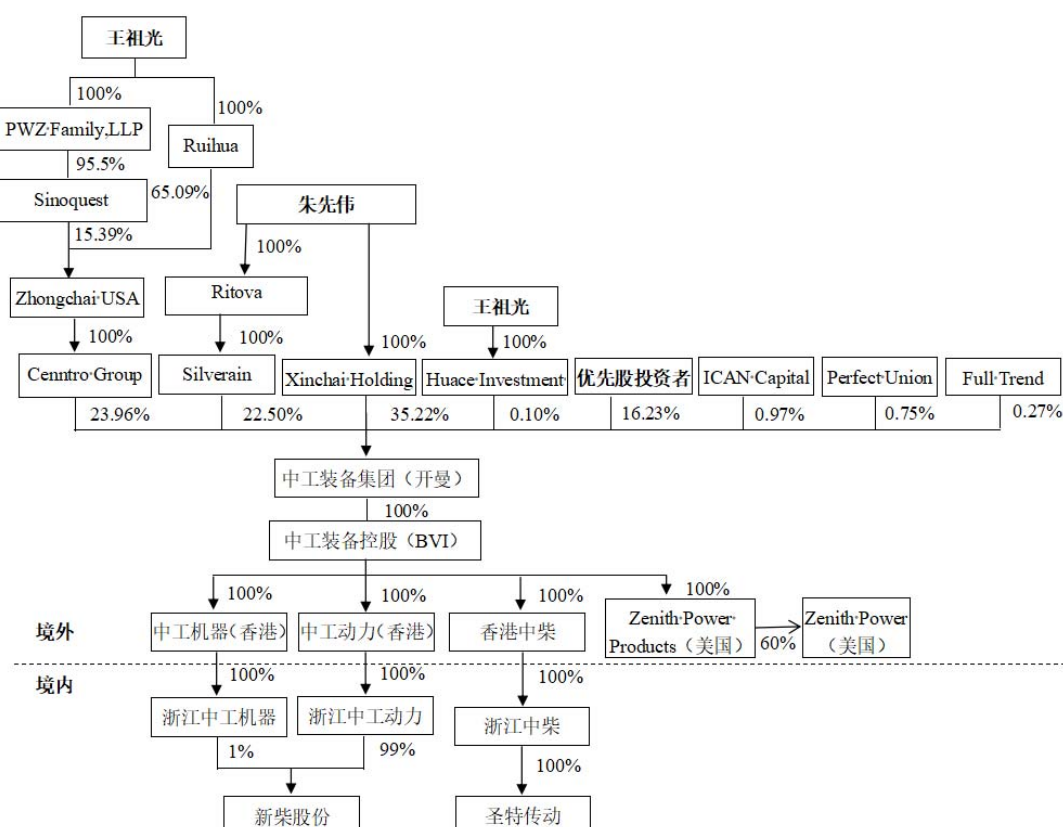 王祖光
100%
100%
PWZ·Family,LLP
Ruihua
95.5%
65.09%
Sinoquest
朱先伟
15.39%
100%
Zhongchai·USA
Ritova
王祖光
100%
100%
100%
100%
Cenntro·Group
Silverain
Xinchai·Holding
Huace·Investment·
优先股投资者
ICAN·Capital
Perfect·Union
Full·Trend
23.96%
22.50%
35.22%
0.10%
16.23%
0.97%
0.75%
0.27%
中工装备集团（开曼）
100%
中工装备控股（BVI）
100%
100%
100%
100%
境外
中工机器（香港）
中工动力（香港）
香港中柴
Zenith·Power·
Products（美国）
60%
Zenith·Power
（美国）
境内
100%
100%
100%
浙江中工机器
浙江中工动力
浙江中柴
1%
99%
100%
新柴股份
圣特传动